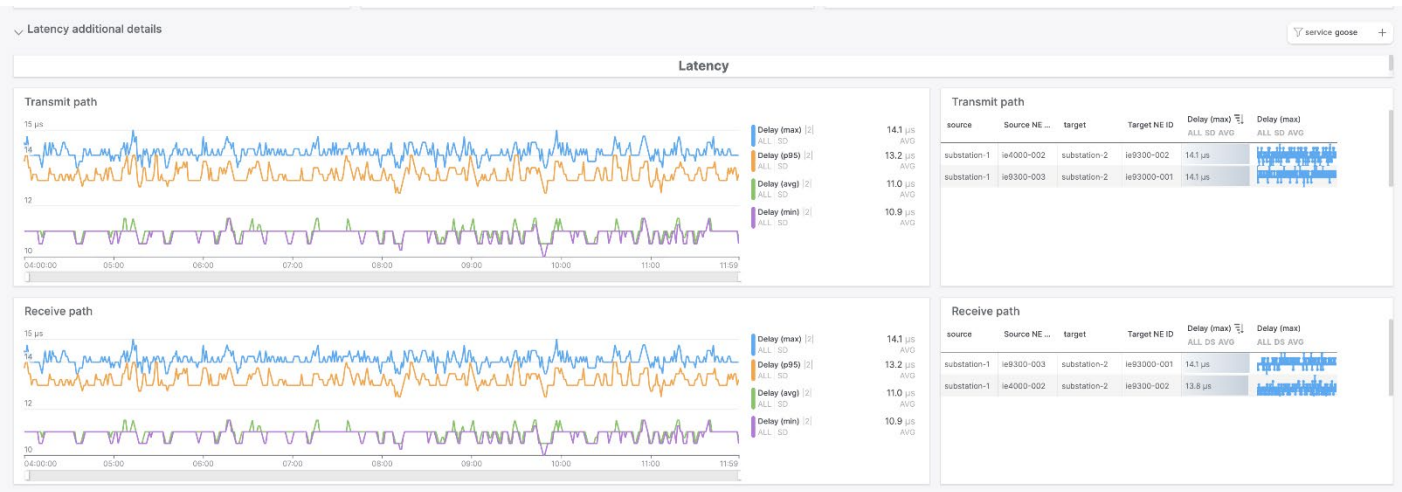 Latency additional details
service goose +
Latency
Transmit path
15 µs
14
12
10
04:00:00 05:00 06:00 07:00 08:00 09:00 10:00 11:00 11:59
Delay (max) |2| 14.1 µs
ALL SD AVG
Delay (p95) |2| 13.2 µs
ALL SD AVG
Delay (avg) |2| 11.0 µs
ALL SD AVG
Delay (min) |2| 10.9 µs
ALL SD AVG
Transmit path
source Source NE ... target Target NE ID Delay (max) Delay (max)
ALL SD AVG ALL SD AVG
substation-1 ie4000-002 substation-2 ie9300-002 14.1 µs
substation-1 ie9300-003 substation-2 ie93000-001 14.1 µs
Receive path
15 µs
14
12
10
04:00:00 05:00 06:00 07:00 08:00 09:00 10:00 11:00 11:59
Delay (max) |2| 14.1 µs
ALL SD AVG
Delay (p95) |2| 13.2 µs
ALL SD AVG
Delay (avg) |2| 11.0 µs
ALL SD AVG
Delay (min) |2| 10.9 µs
ALL SD AVG
Receive path
source Source NE ... target Target NE ID Delay (max) Delay (max)
ALL DS AVG ALL DS AVG
substation-1 ie9300-003 substation-2 ie93000-001 14.1 µs
substation-1 ie4000-002 substation-2 ie9300-002 13.8 µs